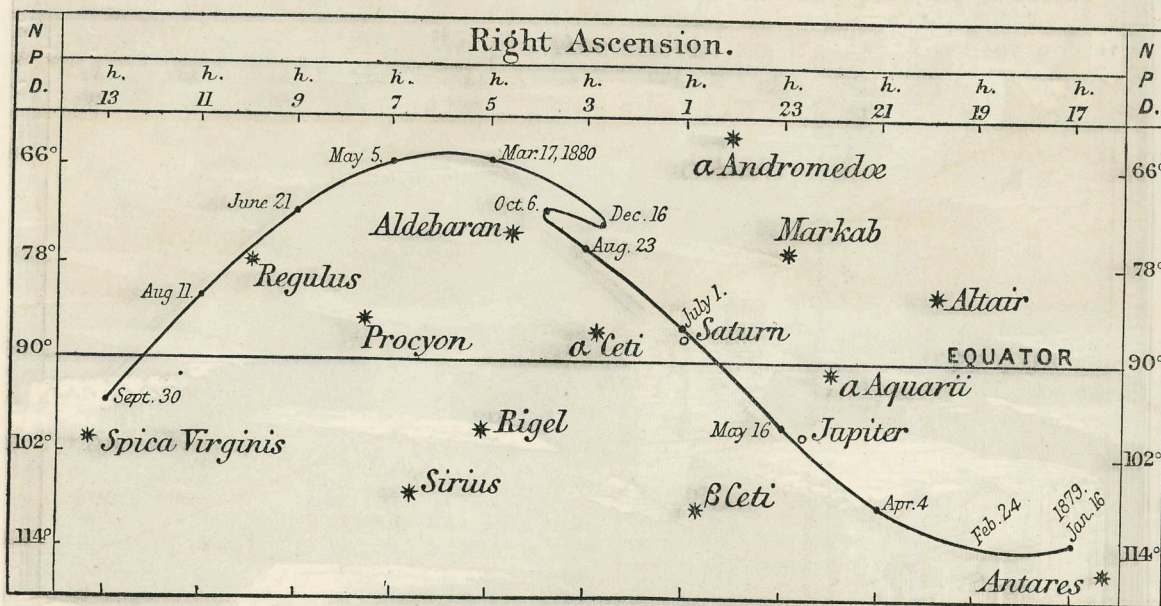 N P D. Right Ascension. N P D.
h. h. h. h. h. h. h. h. h. h. h.
13 11 9 7 5 3 1 23 21 19 17
66° May 5. Mar. 17, 1880 α Andromedœ 66°
June 21 Oct. 6. Dec. 16
Aldebaran Aug. 23 Markab
78° Regulus 78°
Aug 11. July 1. Altair
Procyon α Ceti Saturn
90° EQUATOR 90°
Sept. 30 α Aquarii
102° Spica Virginis Rigel May 16 Jupiter 102°
Sirius β Ceti Apr. 4 Feb. 24 1879. Jan. 16
114° 114°
Antares